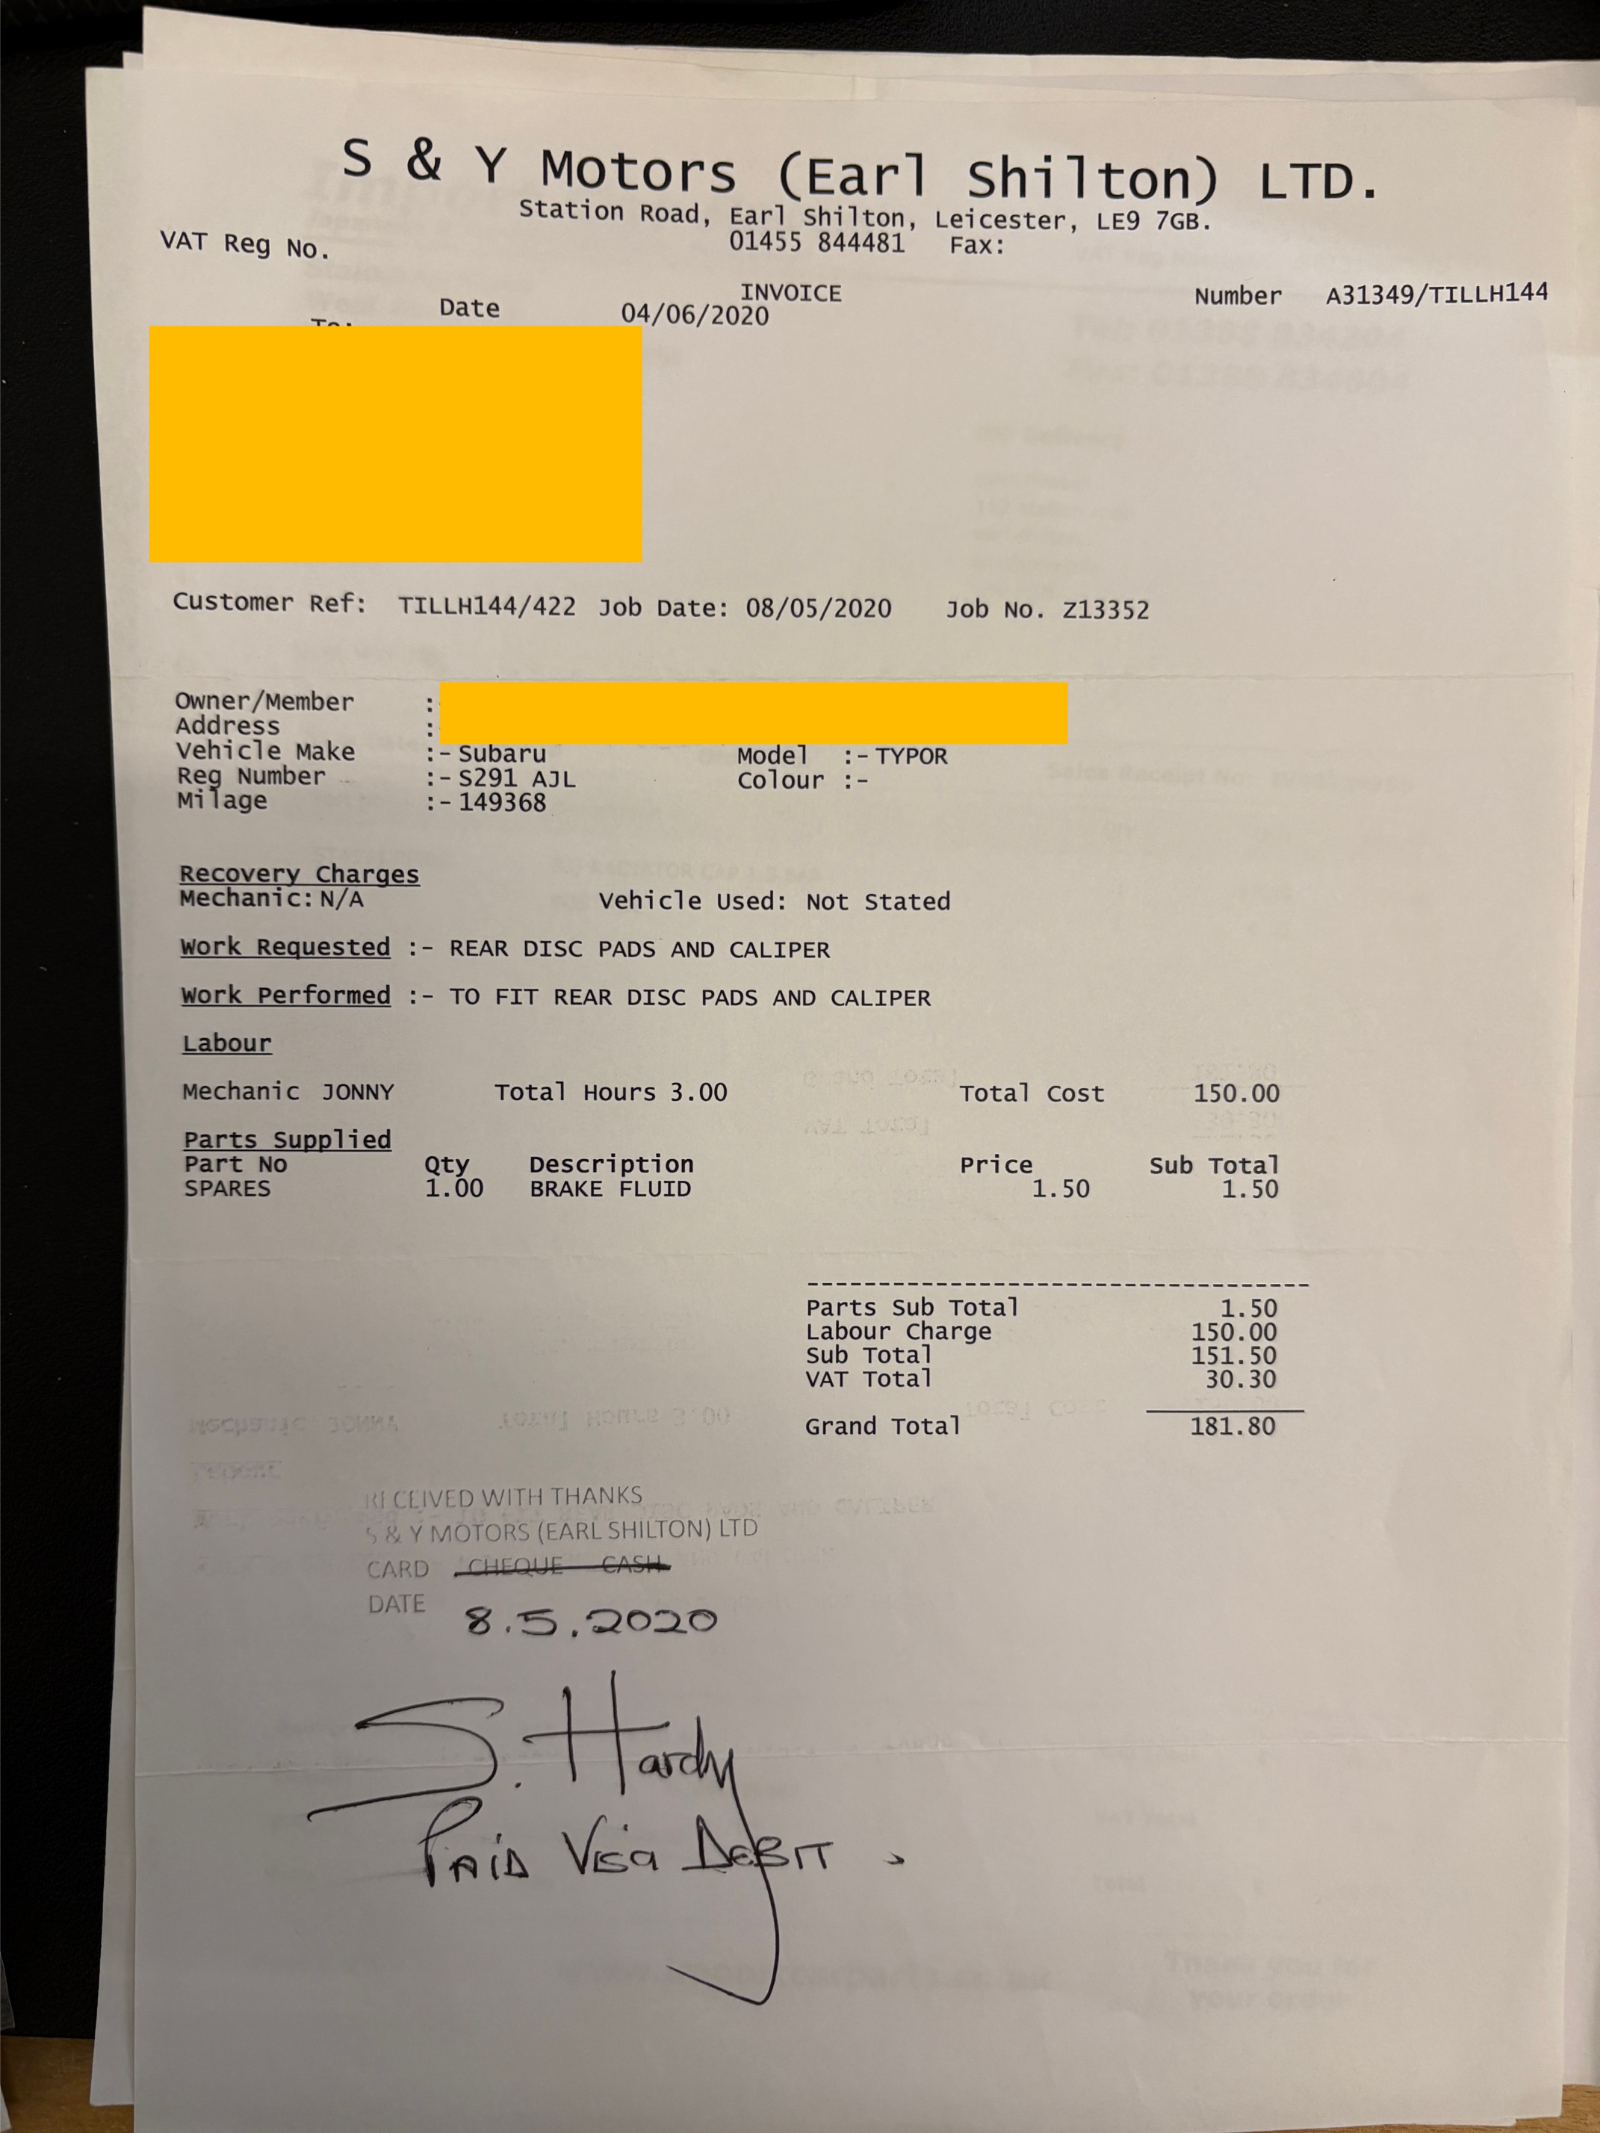 S & Y Motors (Earl Shilton) LTD.
Station Road, Earl Shilton, Leicester, LE9 7GB.
VAT Reg No. 01455 844481 Fax:
INVOICE
Date 04/06/2020 Number A31349/TILLH144
To:
Customer Ref: TILLH144/422 Job Date: 08/05/2020 Job No. Z13352
Owner/Member :
Address :
Vehicle Make :- Subaru Model :- TYPOR
Reg Number :- S291 AJL Colour :-
Milage :- 149368
Recovery Charges
Mechanic: N/A Vehicle Used: Not Stated
Work Requested :- REAR DISC PADS AND CALIPER
Work Performed :- TO FIT REAR DISC PADS AND CALIPER
Labour
Mechanic JONNY Total Hours 3.00 Total Cost 150.00
Parts Supplied
Part No Qty Description Price Sub Total
SPARES 1.00 BRAKE FLUID 1.50 1.50
Parts Sub Total 1.50
Labour Charge 150.00
Sub Total 151.50
VAT Total 30.30
Grand Total 181.80
RECEIVED WITH THANKS
S & Y MOTORS (EARL SHILTON) LTD
CARD CHEQUE CASH
DATE 8.5.2020
S. Hardy
PAID VISA DEBIT.